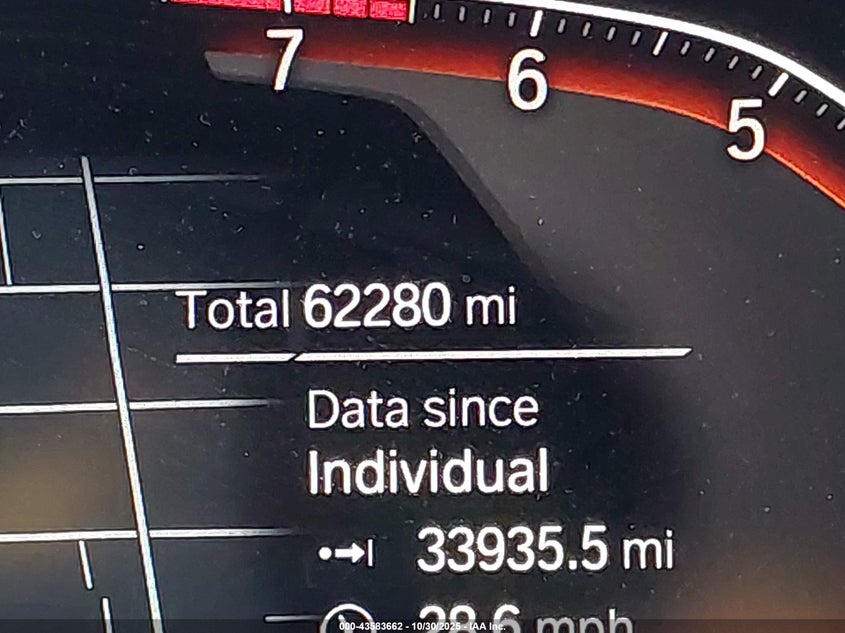 7
6
5
Total 62280 mi
Data since
Individual
33935.5 mi
mph
000-43583662 - 10/30/2025 - IAA Inc.